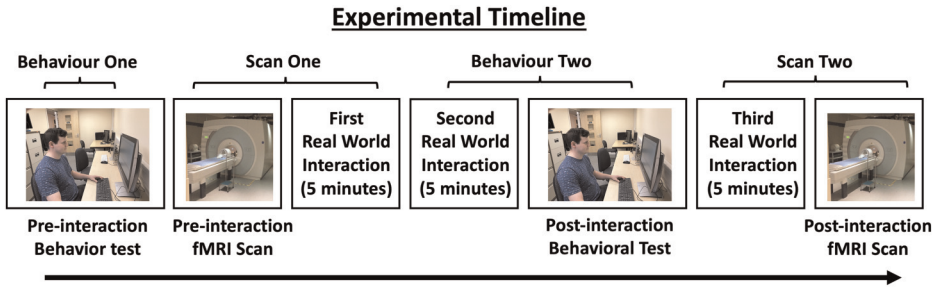 Experimental Timeline
Behaviour One
Scan One
Behaviour Two
Scan Two
First
Real World
Interaction
(5 minutes)
Second
Real World
Interaction
(5 minutes)
Third
Real World
Interaction
(5 minutes)
Pre-interaction
Behavior test
Pre-interaction
fMRI Scan
Post-interaction
Behavioral Test
Post-interaction
fMRI Scan